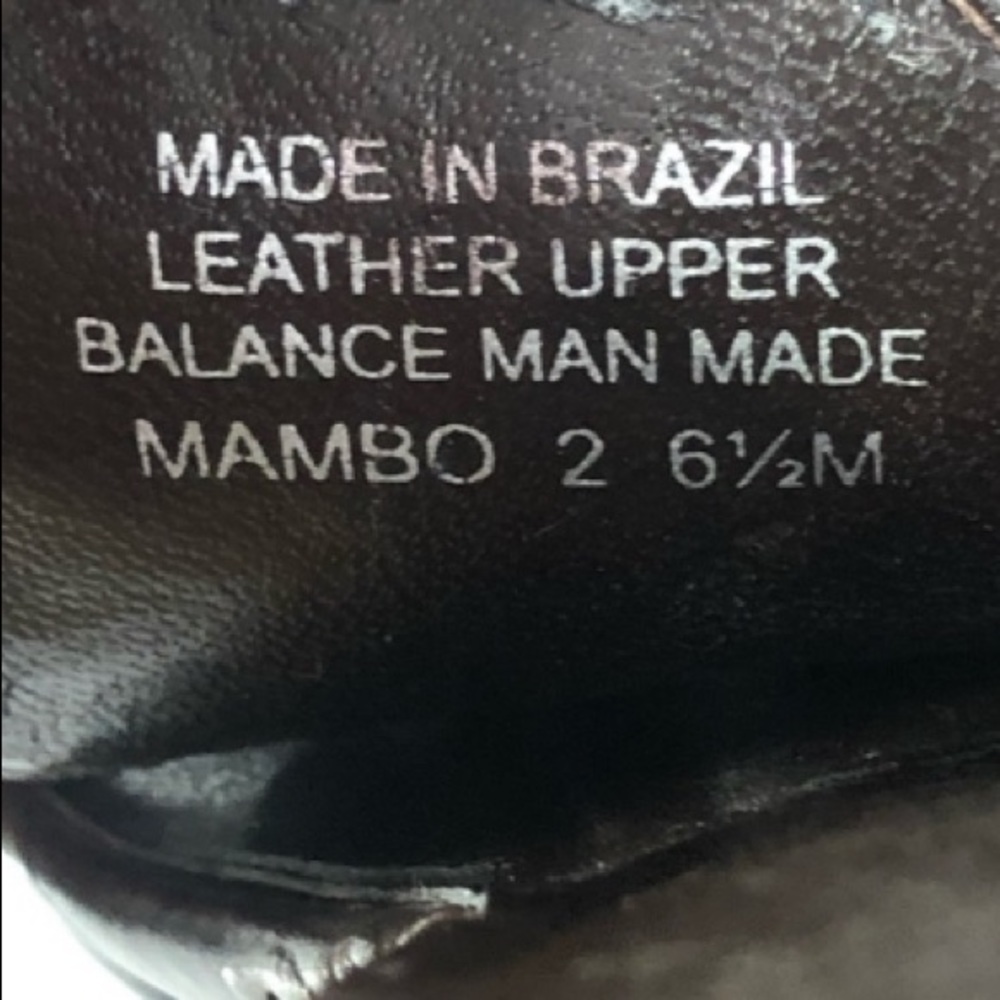 MADE IN BRAZIL
LEATHER UPPER
BALANCE MAN MADE
MAMBO 2 6½M